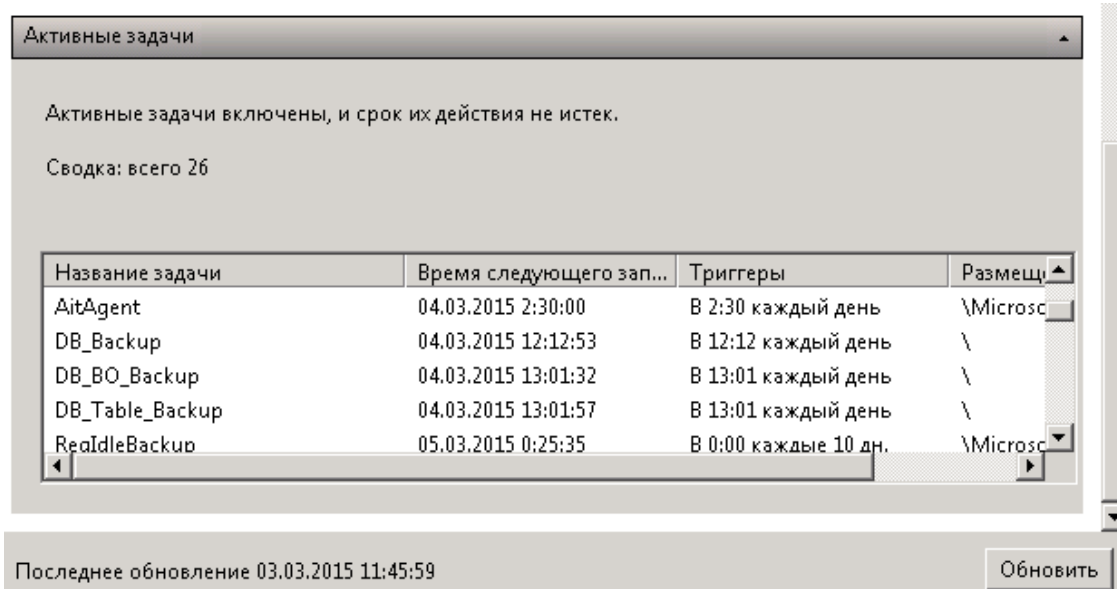 Активные задачи
Активные задачи включены, и срок их действия не истек.
Сводка: всего 26
Название задачи Время следующего зап... Триггеры Размещ
AitAgent 04.03.2015 2:30:00 В 2:30 каждый день \Microsc
DB_Backup 04.03.2015 12:12:53 В 12:12 каждый день \
DB_BO_Backup 04.03.2015 13:01:32 В 13:01 каждый день \
DB_Table_Backup 04.03.2015 13:01:57 В 13:01 каждый день \
RegIdleBackup 05.03.2015 0:25:35 В 0:00 каждые 10 дн. \Microsc
Последнее обновление 03.03.2015 11:45:59 Обновить